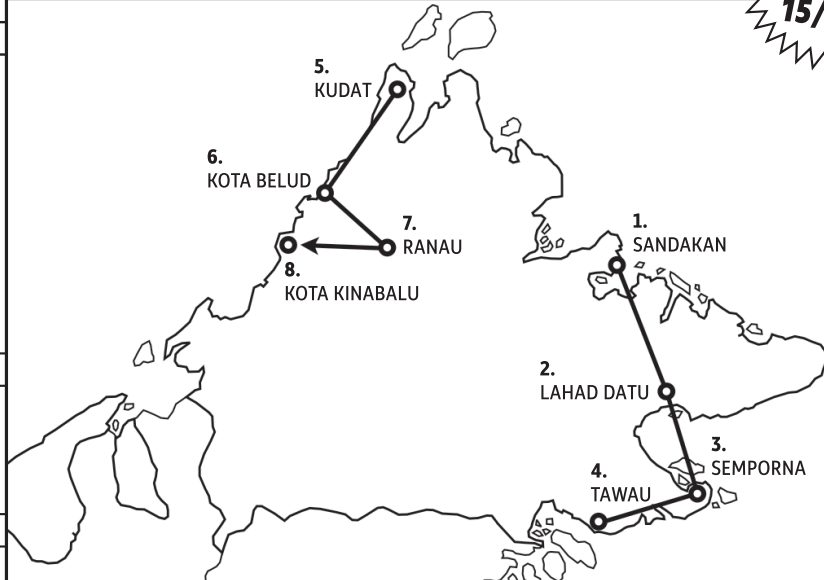 15/
5.
KUDAT
6.
KOTA BELUD
7.
RANAU
8.
KOTA KINABALU
1.
SANDAKAN
2.
LAHAD DATU
3.
SEMPORNA
4.
TAWAU